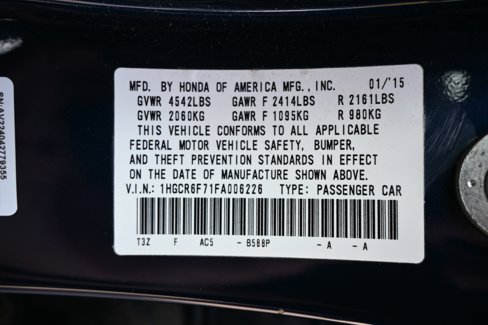 MFD. BY HONDA OF AMERICA MFG., INC. 01/'15
GVWR 4542LBS GAWR F 2414LBS R 2161LBS
GVWR 2060KG GAWR F 1095KG R 980KG
THIS VEHICLE CONFORMS TO ALL APPLICABLE
FEDERAL MOTOR VEHICLE SAFETY, BUMPER,
AND THEFT PREVENTION STANDARDS IN EFFECT
ON THE DATE OF MANUFACTURE SHOWN ABOVE.
V.I.N.: 1HGCR6F71FA006226 TYPE: PASSENGER CAR
T3Z F AC5 - B588P - A - A